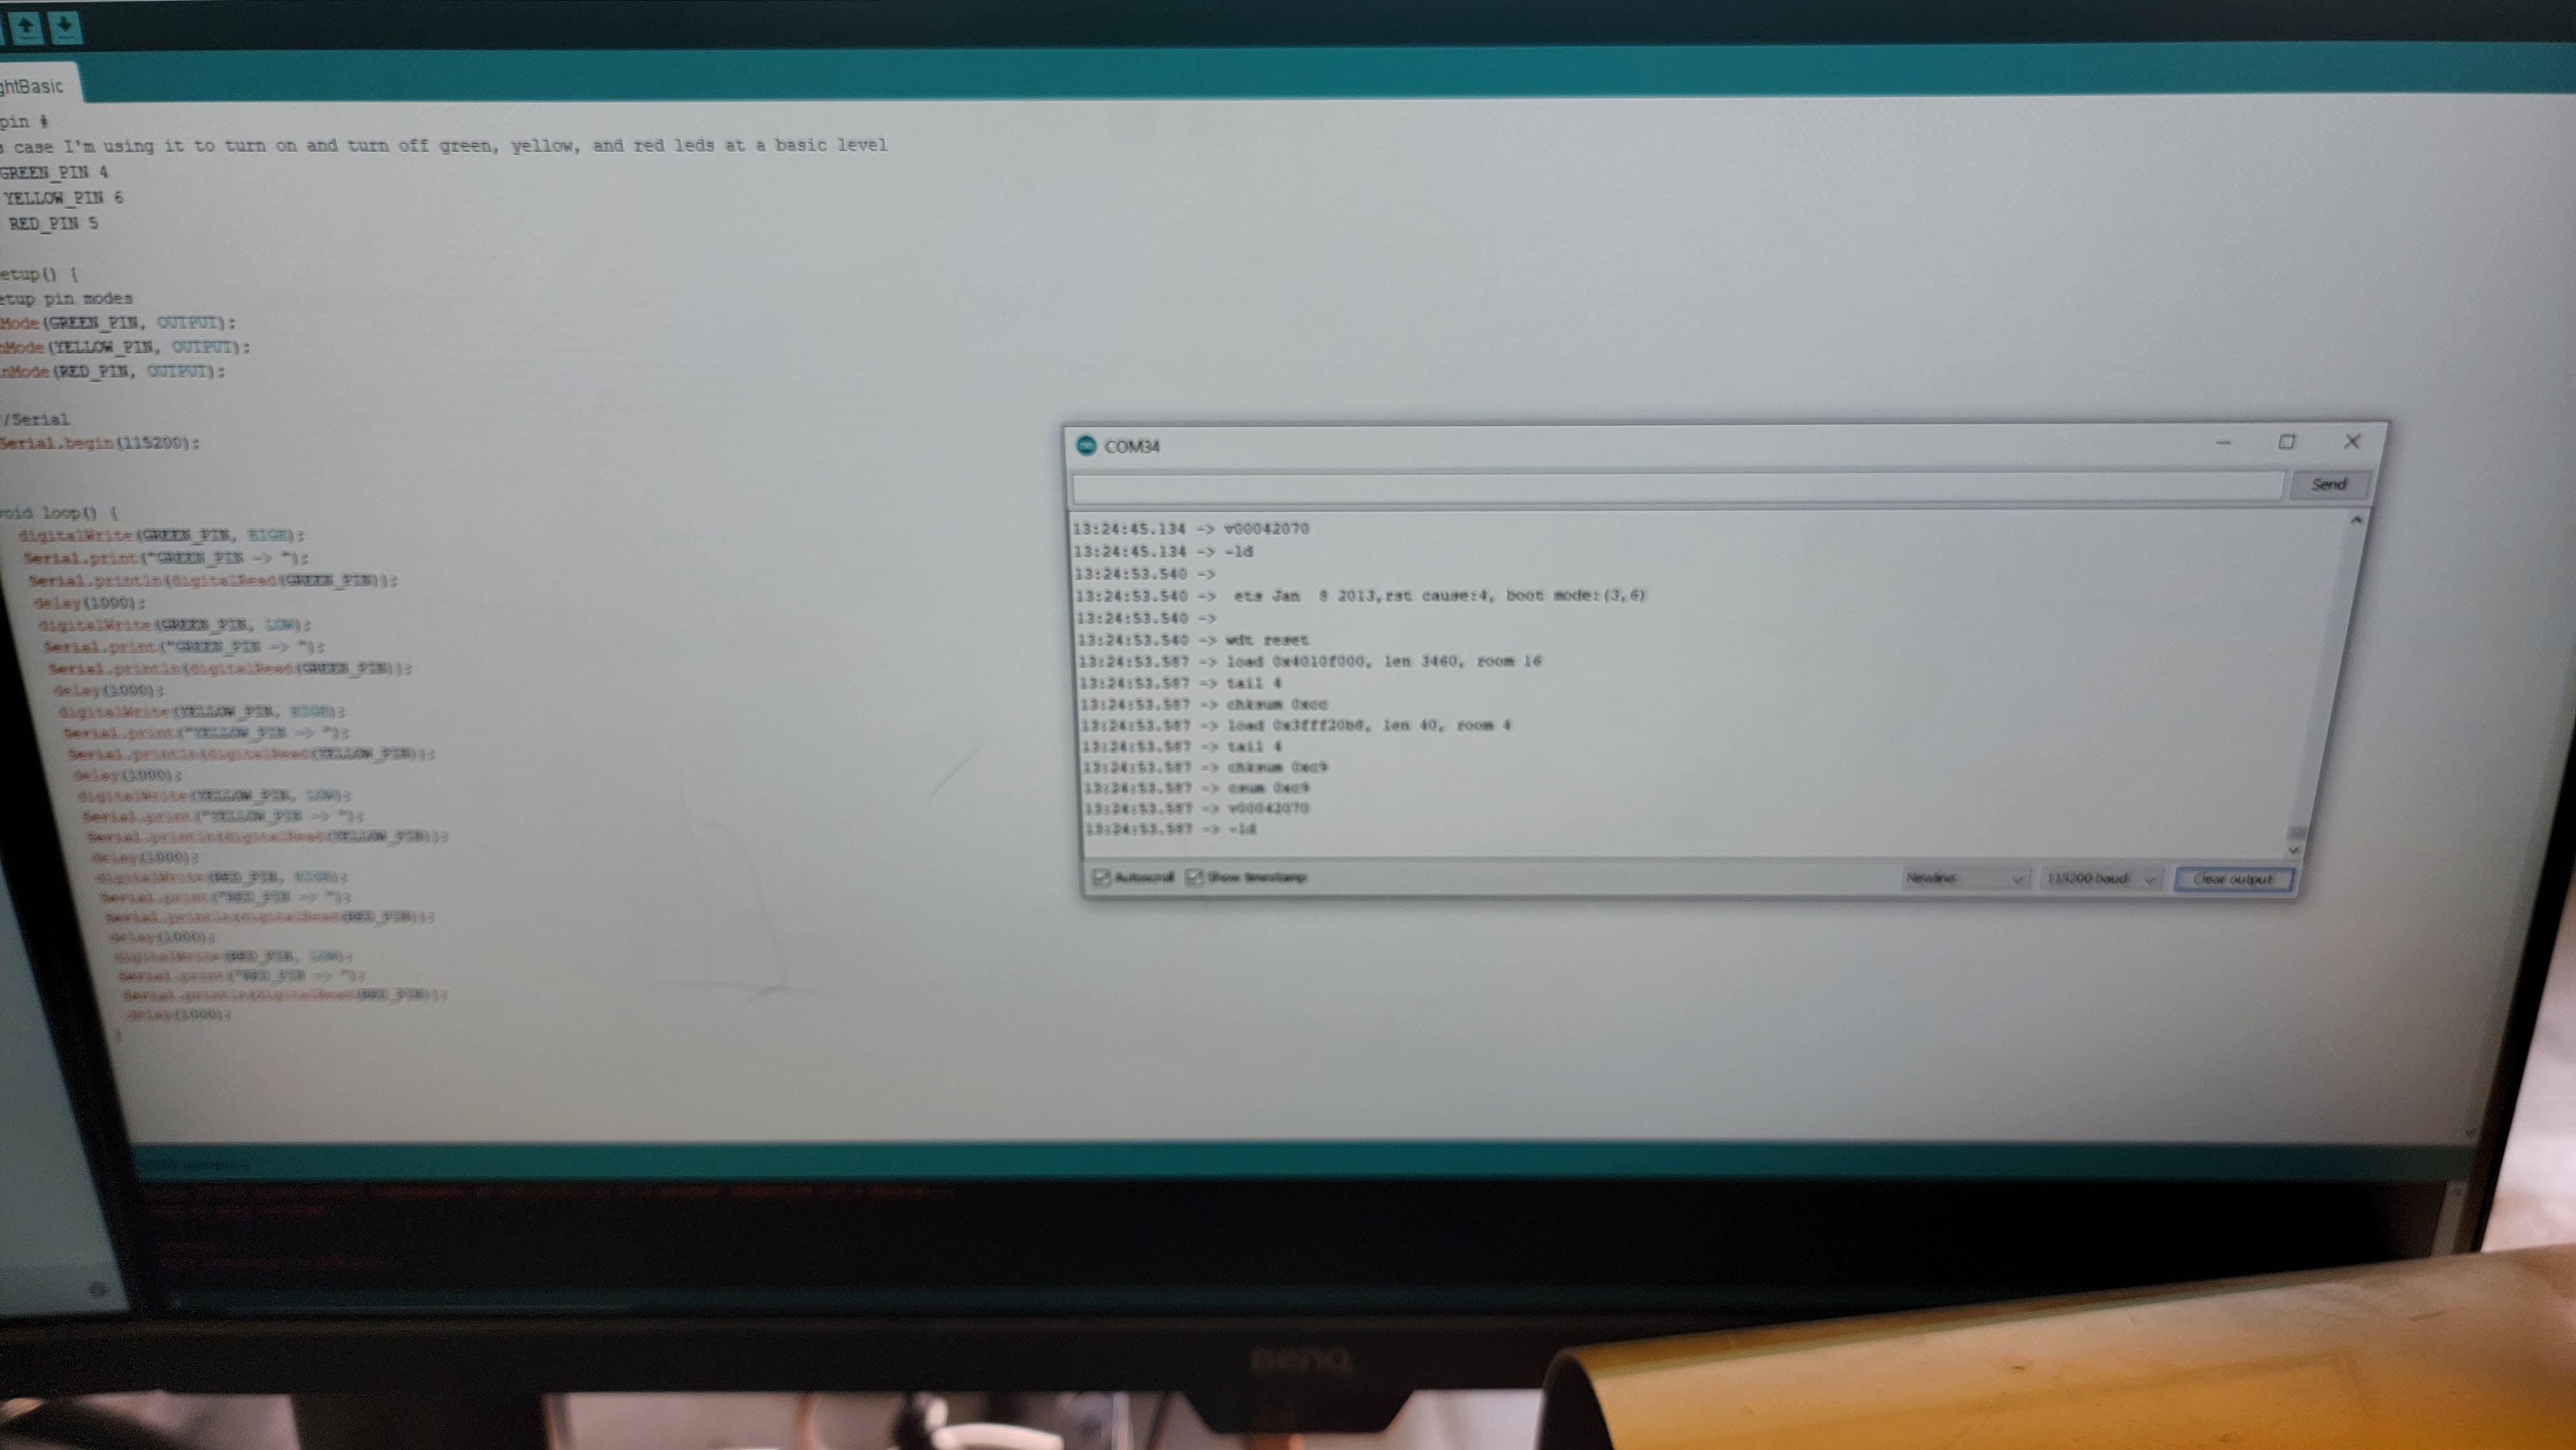 ghtBasic
pin #
s case I'm using it to turn on and turn off green, yellow, and red leds at a basic level
GREEN_PIN 4
YELLOW_PIN 6
RED_PIN 5
etup() {
etup pin modes
Mode(GREEN_PIN, OUTPUT);
nMode(YELLOW_PIN, OUTPUT);
inMode(RED_PIN, OUTPUT);
//Serial
Serial.begin(115200);
void loop() {
digitalWrite(GREEN_PIN, HIGH);
Serial.print("GREEN_PIN => ");
Serial.println(digitalRead(GREEN_PIN));
delay(1000);
digitalWrite(GREEN_PIN, LOW);
Serial.print("GREEN_PIN => ");
Serial.println(digitalRead(GREEN_PIN));
delay(1000);
digitalWrite(YELLOW_PIN, HIGH);
Serial.print("YELLOW_PIN => ");
Serial.println(digitalRead(YELLOW_PIN));
delay(1000);
digitalWrite(YELLOW_PIN, LOW);
Serial.print("YELLOW_PIN => ");
Serial.println(digitalRead(YELLOW_PIN));
delay(1000);
digitalWrite(RED_PIN, HIGH);
Serial.print("RED_PIN => ");
Serial.println(digitalRead(RED_PIN));
delay(1000);
digitalWrite(RED_PIN, LOW);
Serial.print("RED_PIN => ");
Serial.println(digitalRead(RED_PIN));
delay(1000);
}
COM34
Send
13:24:45.134 -> v00042070
13:24:45.134 -> ~ld
13:24:53.540 ->
13:24:53.540 -> ets Jan 8 2013,rst cause:4, boot mode:(3,6)
13:24:53.540 ->
13:24:53.540 -> wdt reset
13:24:53.587 -> load 0x4010f000, len 3460, room 16
13:24:53.587 -> tail 4
13:24:53.587 -> chksum 0xcc
13:24:53.587 -> load 0x3fff20b8, len 40, room 4
13:24:53.587 -> tail 4
13:24:53.587 -> chksum 0xc9
13:24:53.587 -> csum 0xc9
13:24:53.587 -> v00042070
13:24:53.587 -> ~ld
Autoscroll Show timestamp
Newline
115200 baud
Clear output
BenQ